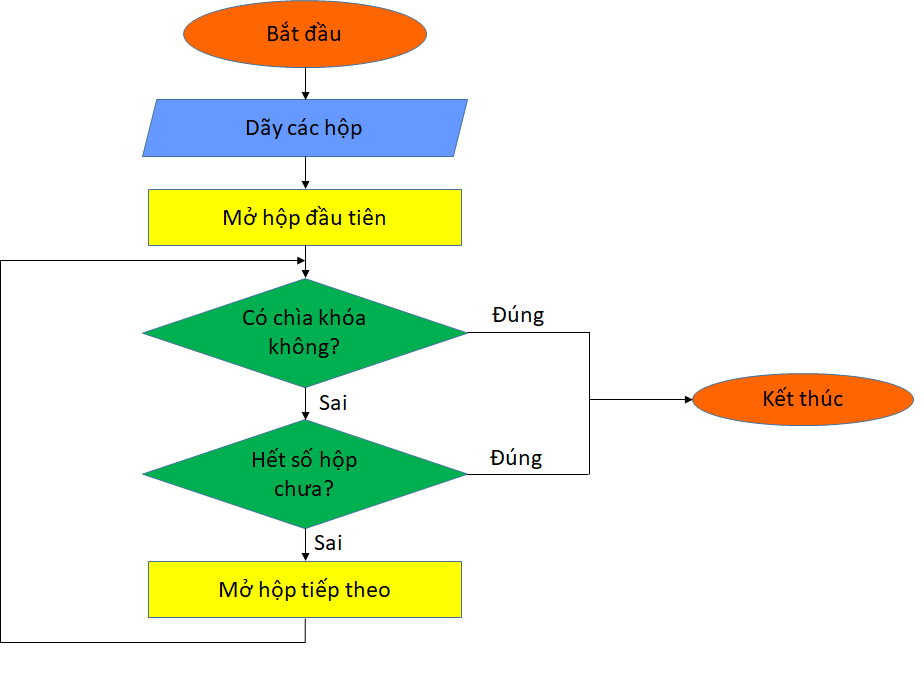 Bắt đầu
Dãy các hộp
Mở hộp đầu tiên
Có chìa khóa
không?
Đúng
Sai
Kết thúc
Hết số hộp
chưa?
Đúng
Sai
Mở hộp tiếp theo